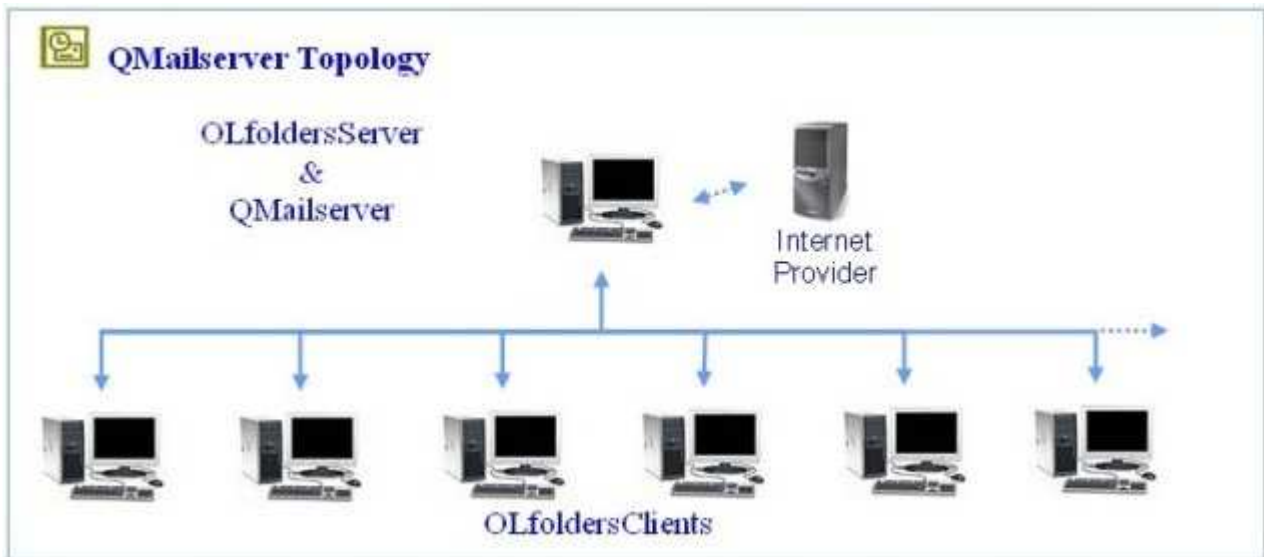 QMailserver Topology
OLfoldersServer
&
QMailserver
Internet
Provider
OLfoldersClients